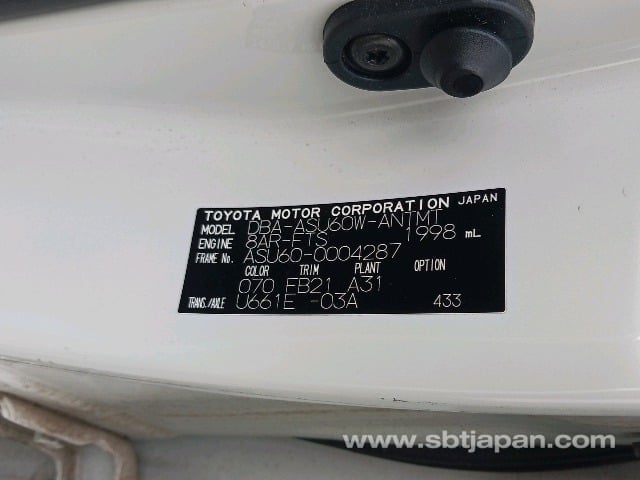 TOYOTA MOTOR CORPORATION JAPAN
MODEL DBA-ASU60W-ANTMT
ENGINE 8AR-FTS 1998 mL
FRAME No. ASU60-0004287
COLOR TRIM PLANT OPTION
070 FB21 A31
TRANS./AXLE U661E -03A 433
www.sbtjapan.com